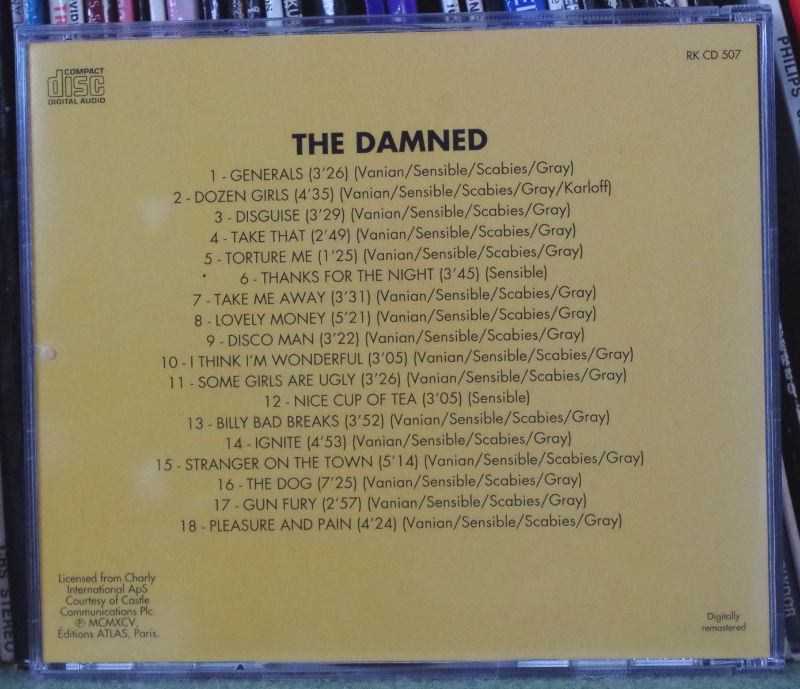 COMPACT
disc
DIGITAL AUDIO
RK CD 507
THE DAMNED
1 - GENERALS (3'26) (Vanian/Sensible/Scabies/Gray)
2 - DOZEN GIRLS (4'35) (Vanian/Sensible/Scabies/Gray/Karloff)
3 - DISGUISE (3'29) (Vanian/Sensible/Scabies/Gray)
4 - TAKE THAT (2'49) (Vanian/Sensible/Scabies/Gray)
5 - TORTURE ME (1'25) (Vanian/Sensible/Scabies/Gray)
6 - THANKS FOR THE NIGHT (3'45) (Sensible)
7 - TAKE ME AWAY (3'31) (Vanian/Sensible/Scabies/Gray)
8 - LOVELY MONEY (5'21) (Vanian/Sensible/Scabies/Gray)
9 - DISCO MAN (3'22) (Vanian/Sensible/Scabies/Gray)
10 - I THINK I'M WONDERFUL (3'05) (Vanian/Sensible/Scabies/Gray)
11 - SOME GIRLS ARE UGLY (3'26) (Vanian/Sensible/Scabies/Gray)
12 - NICE CUP OF TEA (3'05) (Sensible)
13 - BILLY BAD BREAKS (3'52) (Vanian/Sensible/Scabies/Gray)
14 - IGNITE (4'53) (Vanian/Sensible/Scabies/Gray)
15 - STRANGER ON THE TOWN (5'14) (Vanian/Sensible/Scabies/Gray)
16 - THE DOG (7'25) (Vanian/Sensible/Scabies/Gray)
17 - GUN FURY (2'57) (Vanian/Sensible/Scabies/Gray)
18 - PLEASURE AND PAIN (4'24) (Vanian/Sensible/Scabies/Gray)
Licensed from Charly
International ApS
Courtesy of Castle
Communications Plc.
℗ MCMXCV,
Éditions ATLAS, Paris.
Digitally
remastered
PHILIPS
CBS STEREO